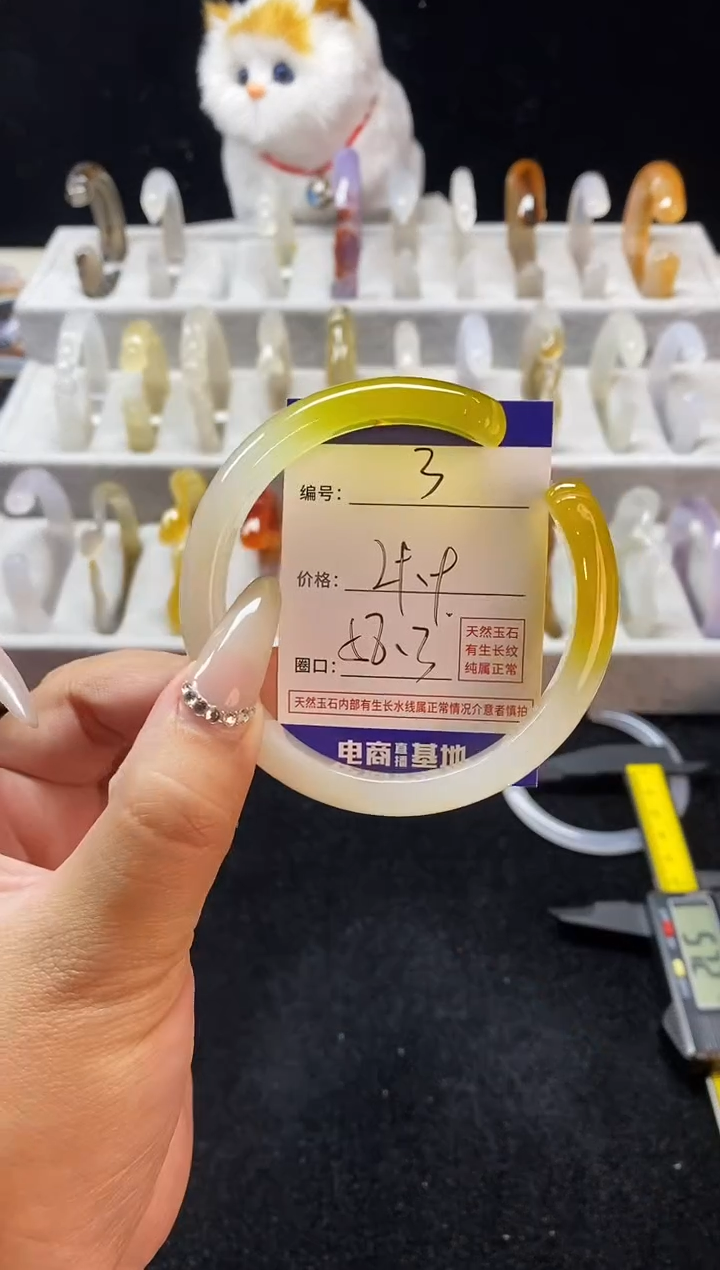 编号： 3
价格：
圈口：
天然玉石
有生长纹
纯属正常
天然玉石内部有生长水线属正常情况介意者慎拍
电商直播基地